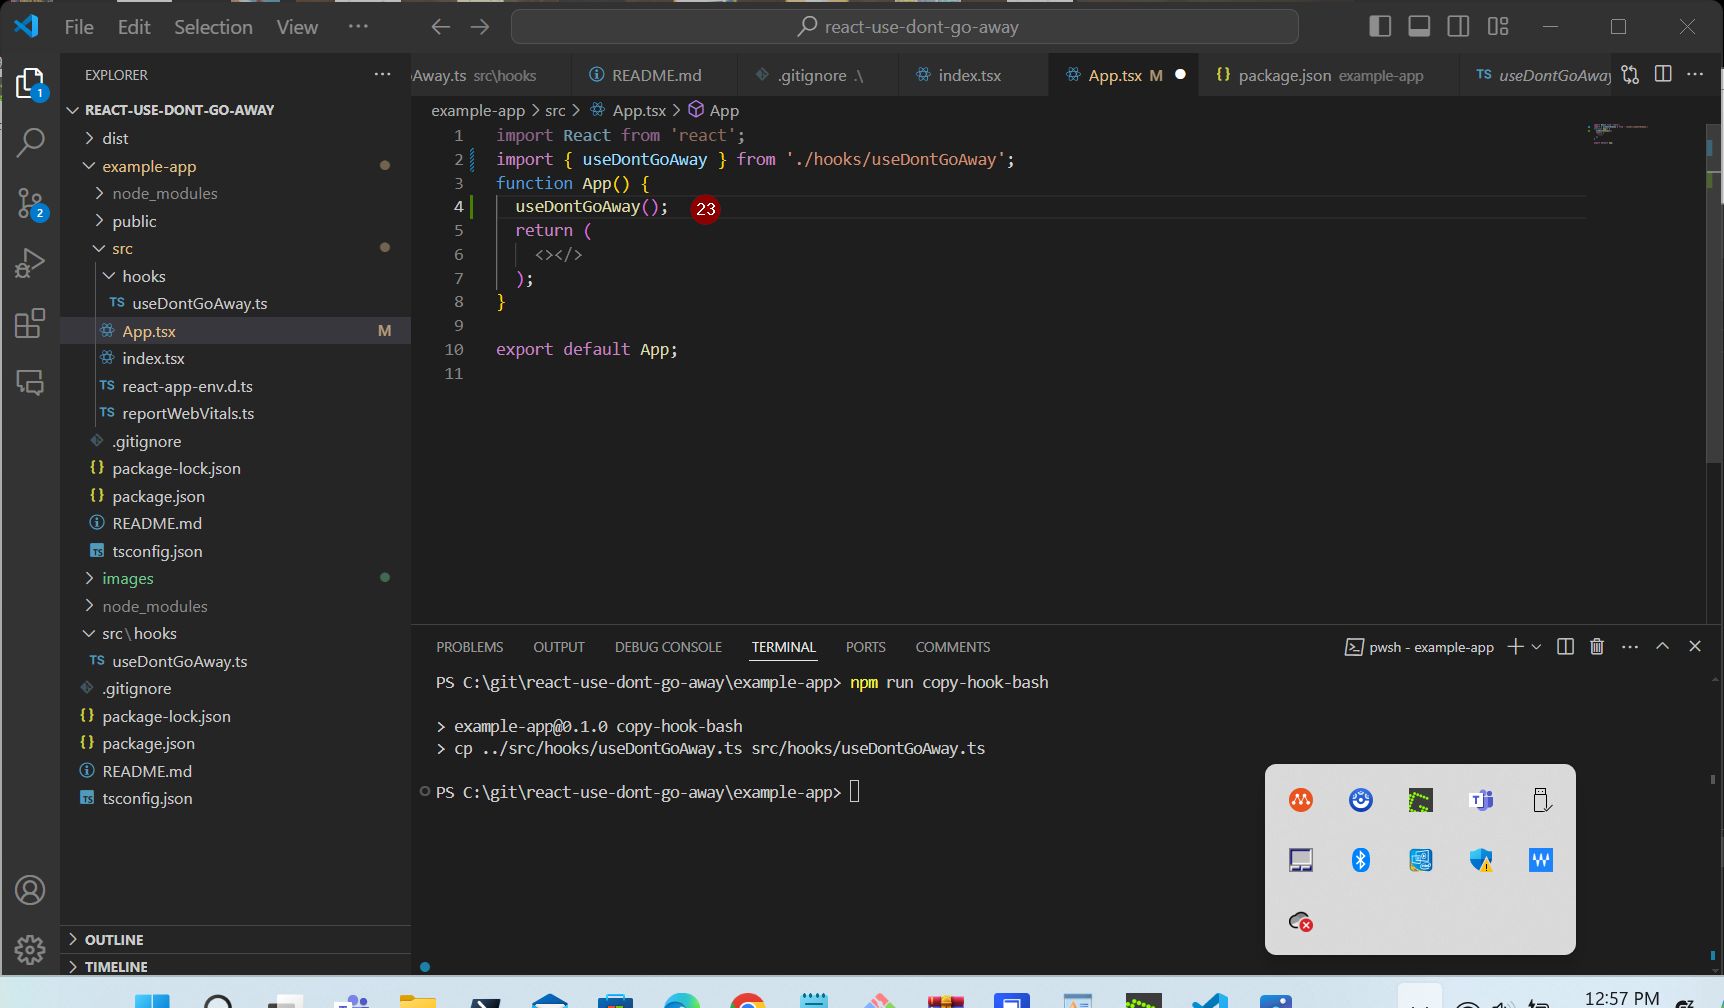 File Edit Selection View ··· react-use-dont-go-away
EXPLORER ···
REACT-USE-DONT-GO-AWAY
dist
example-app
node_modules
public
src
hooks
TS useDontGoAway.ts
App.tsx M
index.tsx
TS react-app-env.d.ts
TS reportWebVitals.ts
.gitignore
{} package-lock.json
{} package.json
README.md
TS tsconfig.json
images
node_modules
src\hooks
TS useDontGoAway.ts
.gitignore
{} package-lock.json
{} package.json
README.md
TS tsconfig.json
OUTLINE
TIMELINE
1
2
Away.ts src\hooks README.md .gitignore .\ index.tsx App.tsx M {} package.json example-app TS useDontGoAway
example-app > src > App.tsx > App
1 import React from 'react';
2 import { useDontGoAway } from './hooks/useDontGoAway';
3 function App() {
4 useDontGoAway(); 23
5 return (
6 <></>
7 );
8 }
9
10 export default App;
11
PROBLEMS OUTPUT DEBUG CONSOLE TERMINAL PORTS COMMENTS pwsh - example-app
PS C:\git\react-use-dont-go-away\example-app> npm run copy-hook-bash
> example-app@0.1.0 copy-hook-bash
> cp ../src/hooks/useDontGoAway.ts src/hooks/useDontGoAway.ts
PS C:\git\react-use-dont-go-away\example-app>
12:57 PM